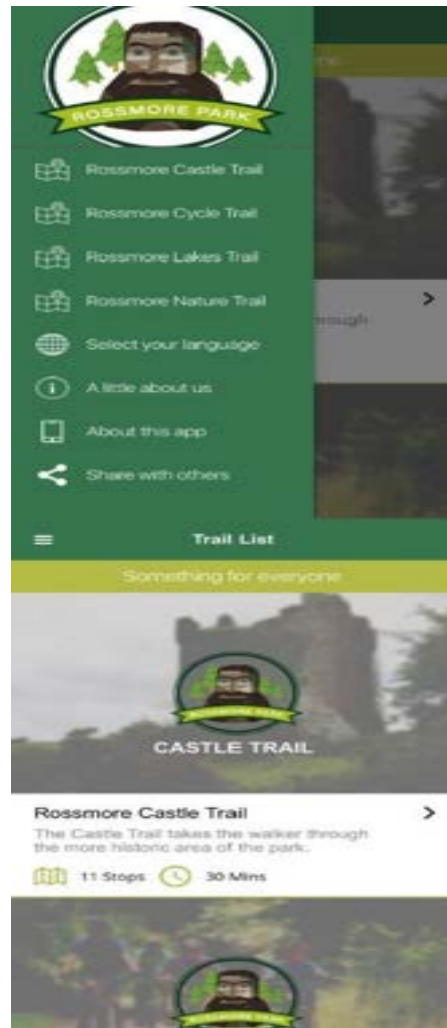 ROSSMORE PARK
Rossmore Castle Trail
Rossmore Cycle Trail
Rossmore Lakes Trail
Rossmore Nature Trail
Select your language
A little about us
About this app
Share with others
Trail List
Something for everyone
ROSSMORE PARK
CASTLE TRAIL
Rossmore Castle Trail
The Castle Trail takes the walker through
the more historic area of the park.
11 Stops 30 Mins
ROSSMORE PARK